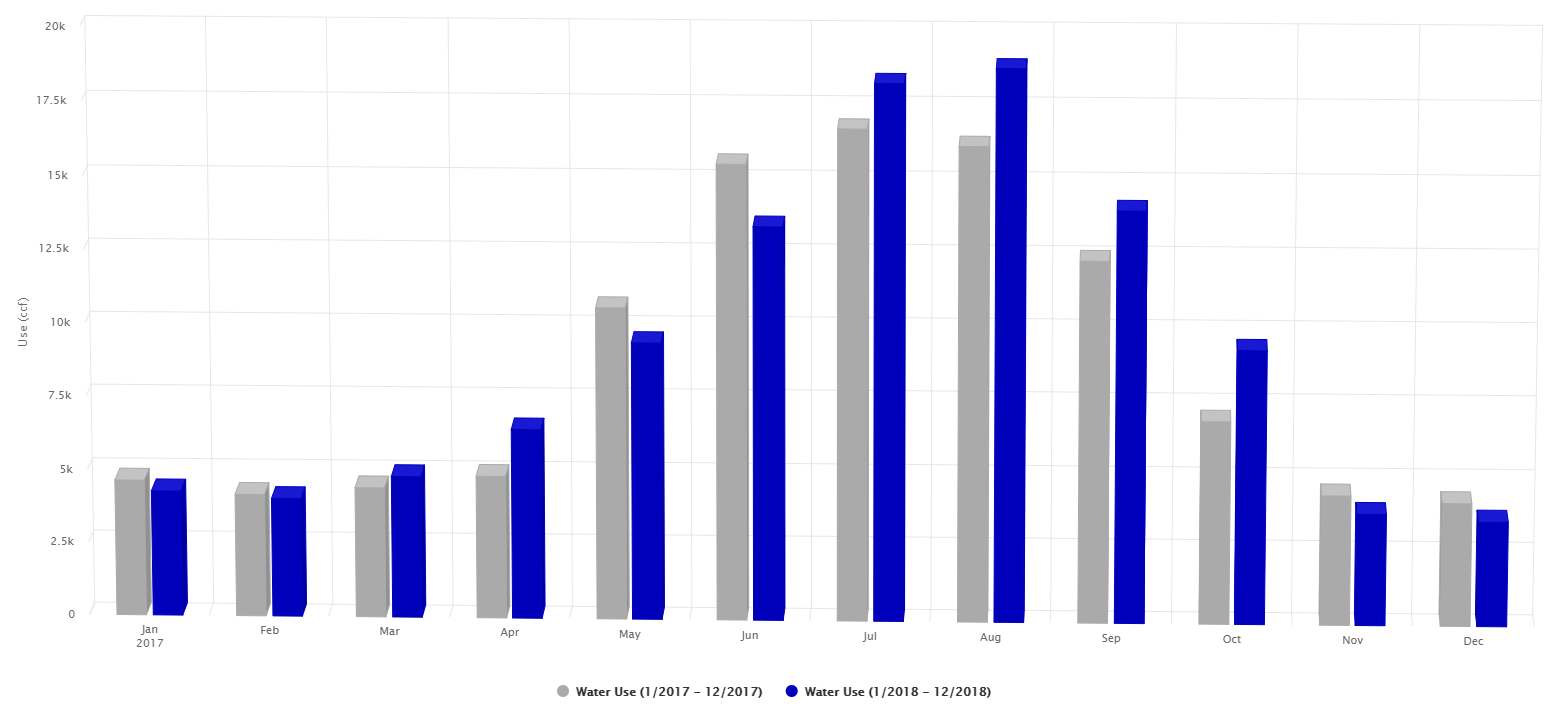 20k
17.5k
15k
12.5k
10k
7.5k
5k
2.5k
0
Use (ccf)
Jan Feb Mar Apr May Jun Jul Aug Sep Oct Nov Dec
2017
Water Use (1/2017 - 12/2017) Water Use (1/2018 - 12/2018)